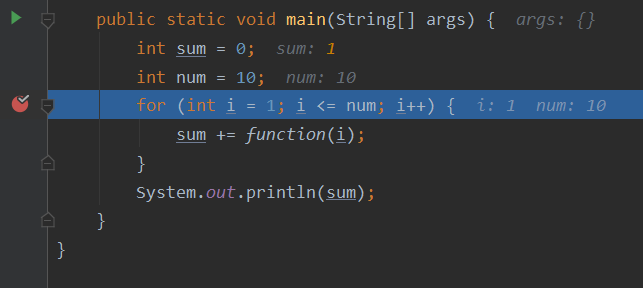 public static void main(String[] args) { args: {}
int sum = 0; sum: 1
int num = 10; num: 10
for (int i = 1; i <= num; i++) { i: 1 num: 10
sum += function(i);
}
System.out.println(sum);
}
}